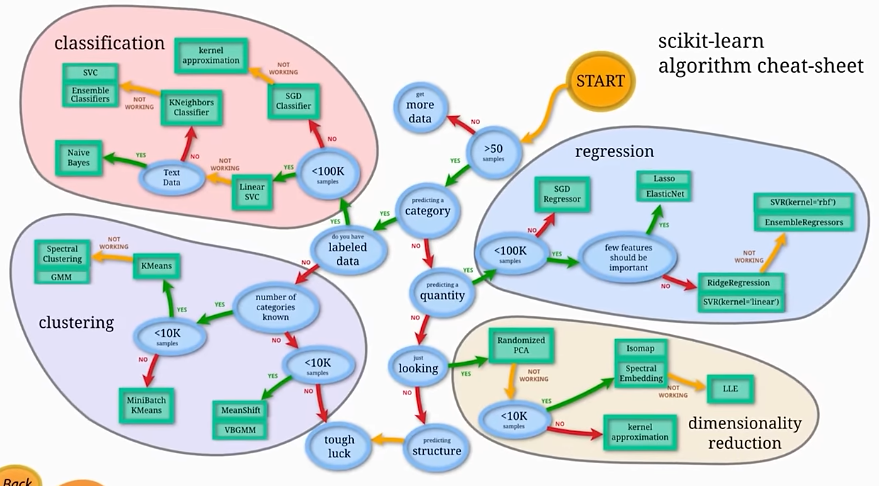 scikit-learn
algorithm cheat-sheet
START
classification
kernel
approximation
NOT
WORKING
SVC
Ensemble
Classifiers
NOT
WORKING
KNeighbors
Classifier
SGD
Classifier
NO
Naive
Bayes
YES
Text
Data
NO
NOT
WORKING
Linear
SVC
YES
<100K
samples
YES
get
more
data
NO
>50
samples
YES
predicting a
category
YES
NO
do you have
labeled
data
NO
predicting a
quantity
YES
NO
just
looking
YES
NO
predicting
structure
tough
luck
regression
SGD
Regressor
NO
<100K
samples
YES
Lasso
ElasticNet
YES
few features
should be
important
NO
SVR(kernel='rbf')
EnsembleRegressors
NOT
WORKING
RidgeRegression
SVR(kernel='linear')
clustering
Spectral
Clustering
GMM
NOT
WORKING
KMeans
YES
<10K
samples
NO
MiniBatch
KMeans
YES
number of
categories
known
NO
<10K
samples
YES
NO
MeanShift
VBGMM
Randomized
PCA
NOT
WORKING
<10K
samples
YES
NO
Isomap
Spectral
Embedding
NOT
WORKING
LLE
kernel
approximation
dimensionality
reduction
Back